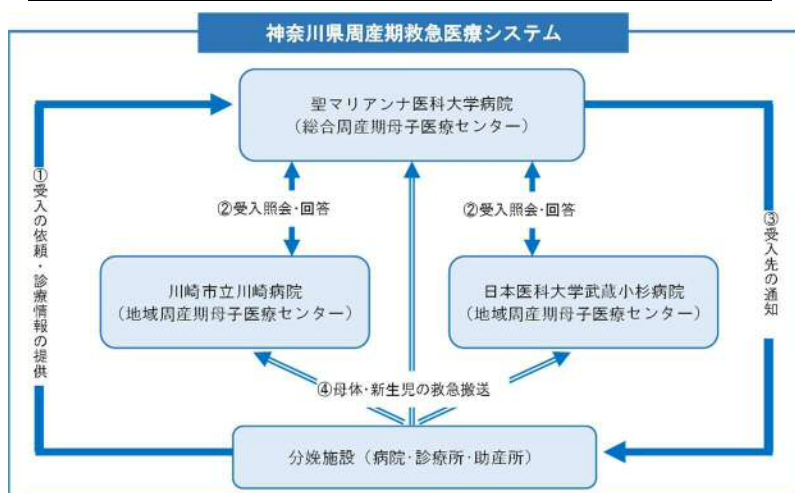 神奈川県周産期救急医療システム
聖マリアンナ医科大学病院
（総合周産期母子医療センター）
①受入の依頼・診療情報の提供
②受入照会・回答
②受入照会・回答
③受入先の通知
川崎市立川崎病院
（地域周産期母子医療センター）
日本医科大学武蔵小杉病院
（地域周産期母子医療センター）
④母体・新生児の救急搬送
分娩施設（病院・診療所・助産所）